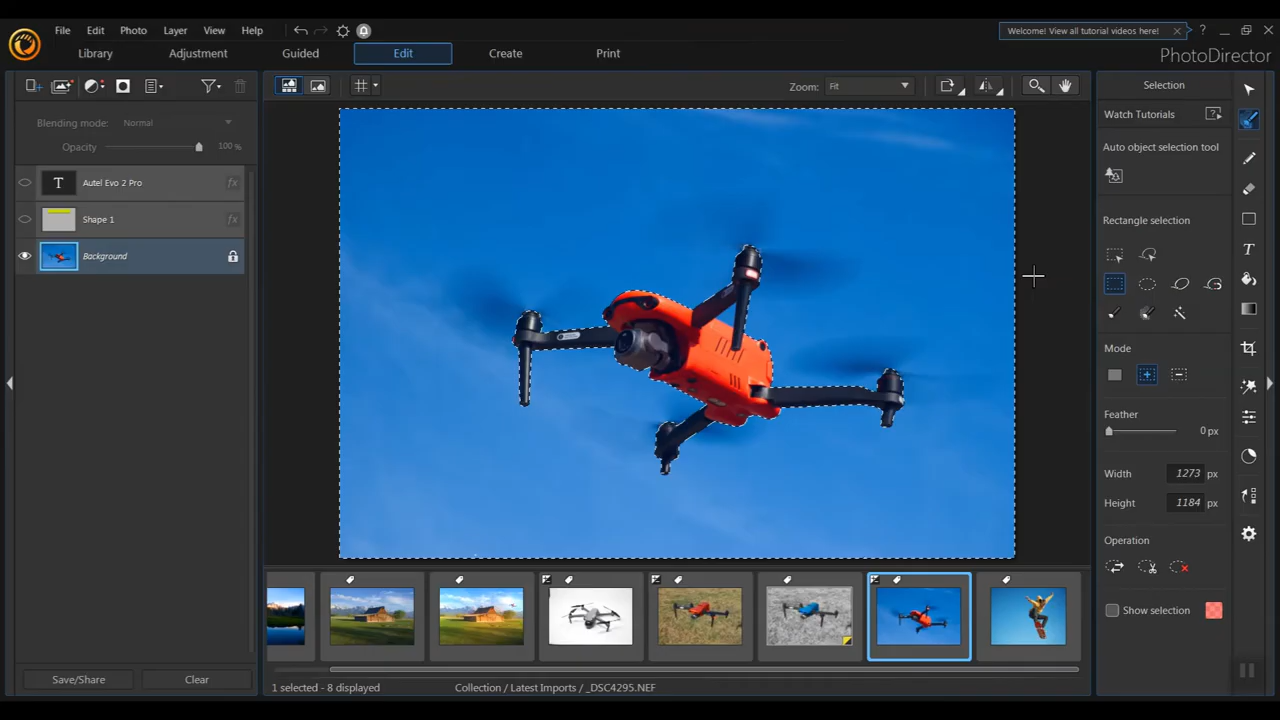 File Edit Photo Layer View Help
Welcome! View all tutorial videos here!
Library Adjustment Guided Edit Create Print
PhotoDirector
Zoom: Fit
Selection
Blending mode: Normal
Opacity 100 %
Watch Tutorials
Auto object selection tool
T Autel Evo 2 Pro fx
Shape 1 fx
Background
Rectangle selection
Mode
Feather
0 px
Width 1273 px
Height 1184 px
Operation
Show selection
Save/Share Clear
1 selected - 8 displayed
Collection / Latest Imports / _DSC4295.NEF